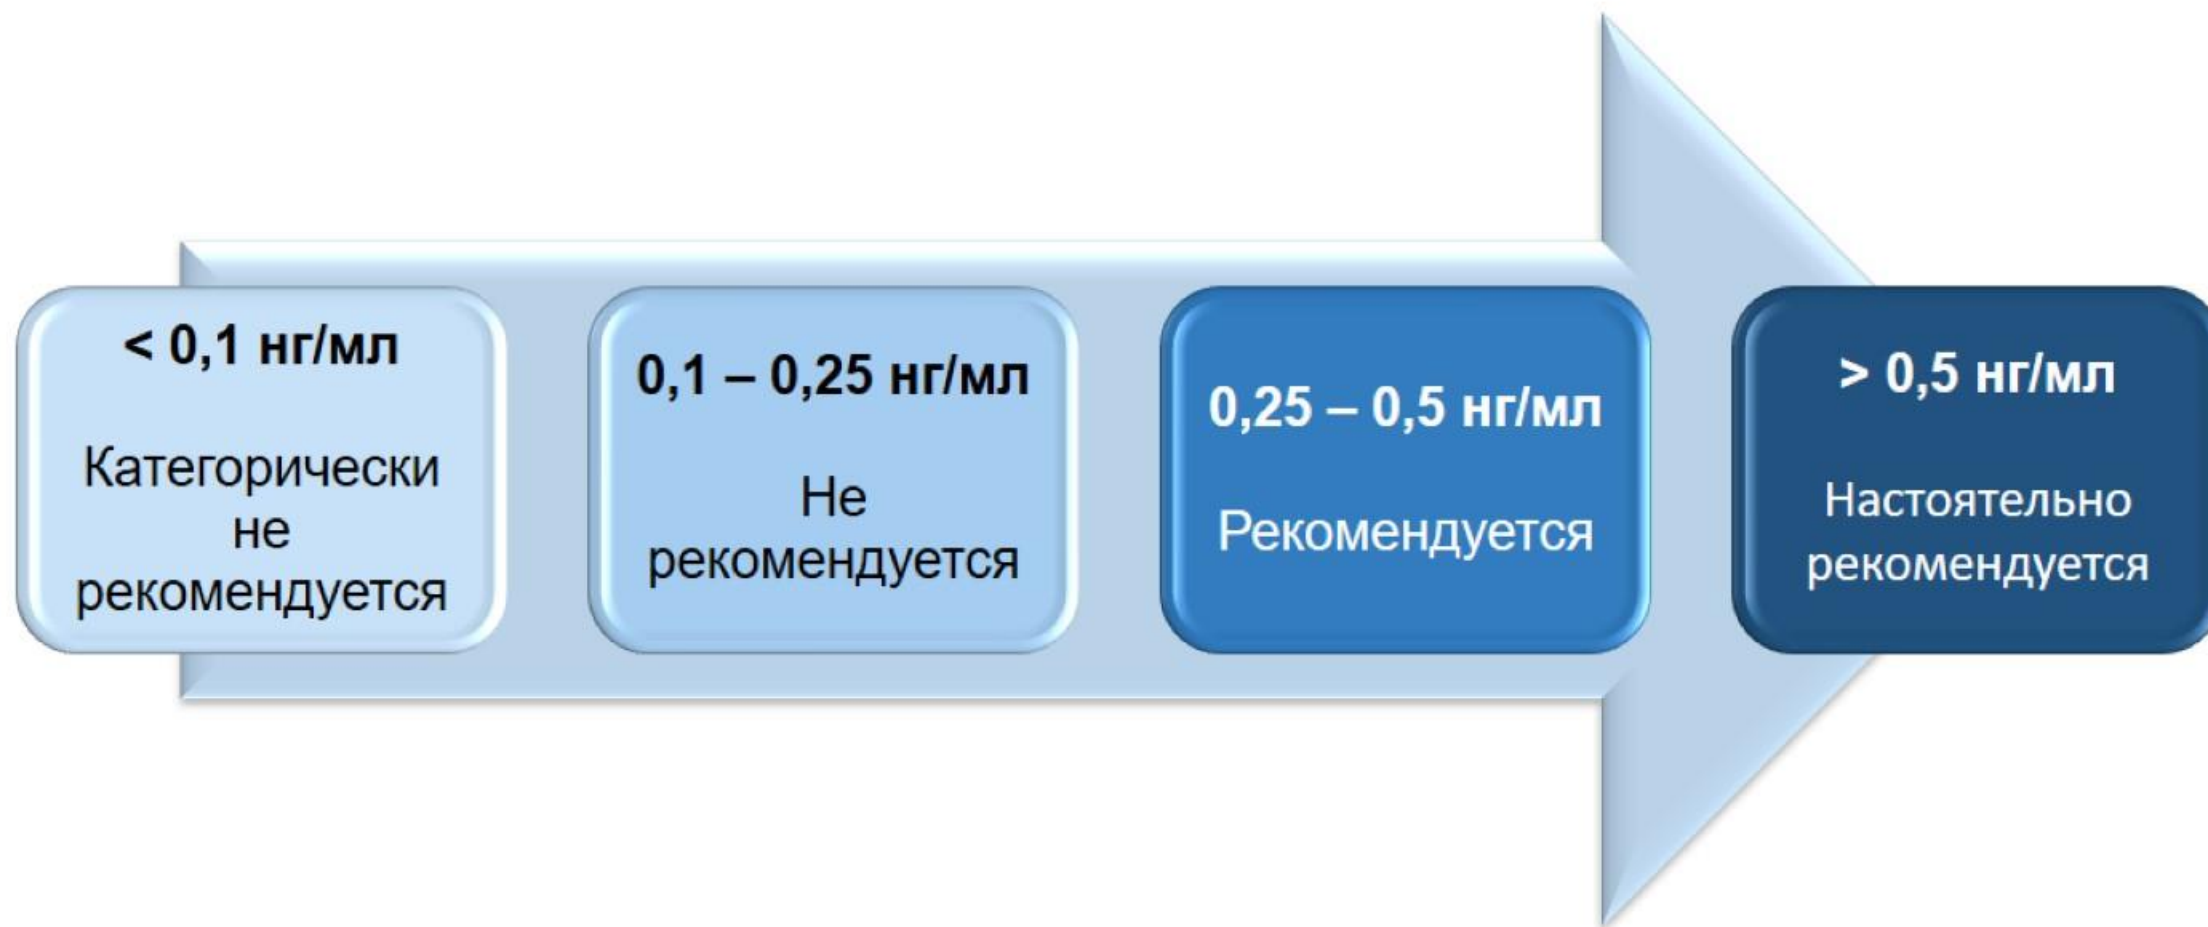 < 0,1 нг/мл
Категорически
не
рекомендуется
0,1 – 0,25 нг/мл
Не
рекомендуется
0,25 – 0,5 нг/мл
Рекомендуется
> 0,5 нг/мл
Настоятельно
рекомендуется